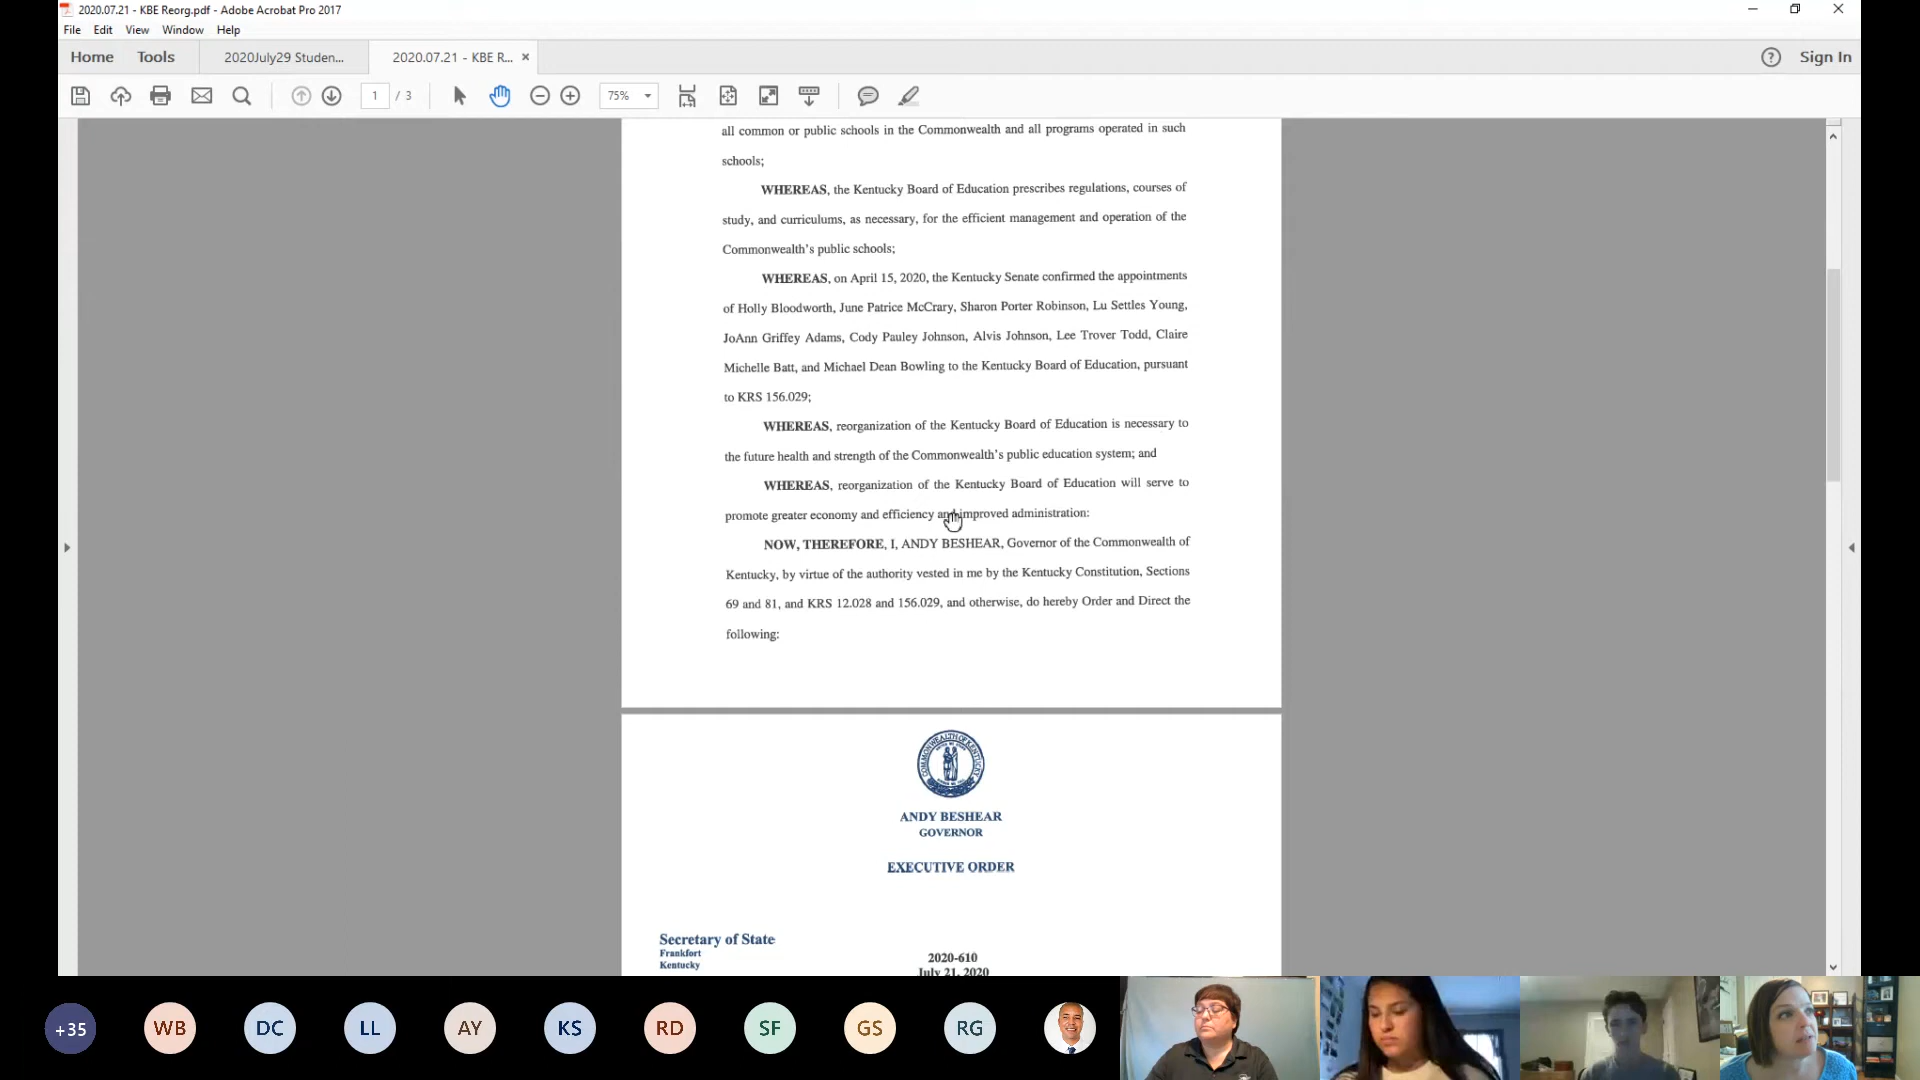 2020.07.21 - KBE Reorg.pdf - Adobe Acrobat Pro 2017
File Edit View Window Help
Home Tools 2020July29 Studen... 2020.07.21 - KBE R... × Sign In
1 / 3 75%
all common or public schools in the Commonwealth and all programs operated in such
schools;
WHEREAS, the Kentucky Board of Education prescribes regulations, courses of
study, and curriculums, as necessary, for the efficient management and operation of the
Commonwealth's public schools;
WHEREAS, on April 15, 2020, the Kentucky Senate confirmed the appointments
of Holly Bloodworth, June Patrice McCrary, Sharon Porter Robinson, Lu Settles Young,
JoAnn Griffey Adams, Cody Pauley Johnson, Alvis Johnson, Lee Trover Todd, Claire
Michelle Batt, and Michael Dean Bowling to the Kentucky Board of Education, pursuant
to KRS 156.029;
WHEREAS, reorganization of the Kentucky Board of Education is necessary to
the future health and strength of the Commonwealth's public education system; and
WHEREAS, reorganization of the Kentucky Board of Education will serve to
promote greater economy and efficiency and improved administration:
NOW, THEREFORE, I, ANDY BESHEAR, Governor of the Commonwealth of
Kentucky, by virtue of the authority vested in me by the Kentucky Constitution, Sections
69 and 81, and KRS 12.028 and 156.029, and otherwise, do hereby Order and Direct the
following:
COMMONWEALTH OF KENTUCKY
ANDY BESHEAR
GOVERNOR
EXECUTIVE ORDER
Secretary of State
Frankfort
Kentucky
2020-610
July 21, 2020
+35 WB DC LL AY KS RD SF GS RG